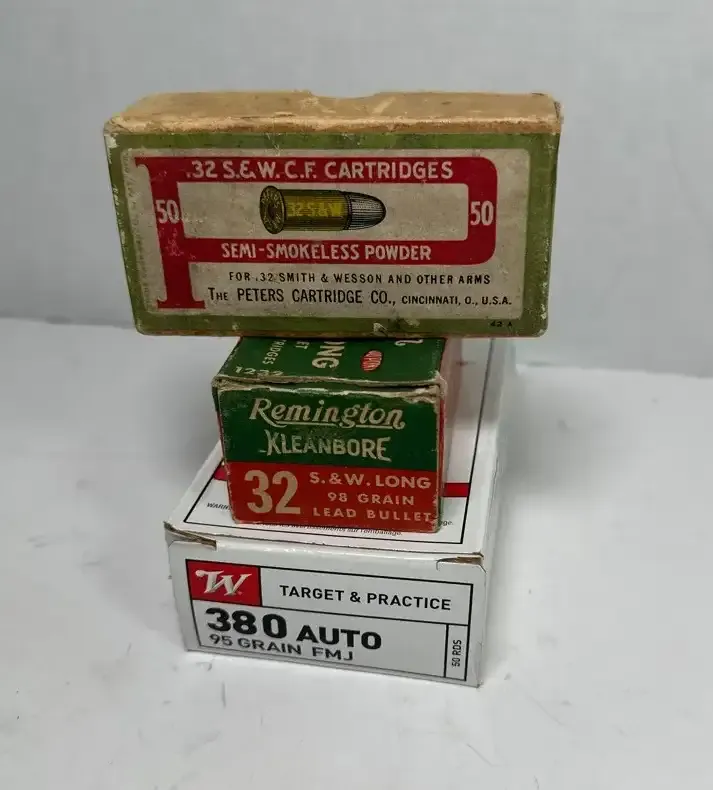 .32 S.&W. C.F. CARTRIDGES
50
32 S&W
50
SEMI-SMOKELESS POWDER
FOR .32 SMITH & WESSON AND OTHER ARMS
THE PETERS CARTRIDGE CO., CINCINNATI, O., U.S.A.
P
Remington
KLEANBORE
32
S. & W. LONG
98 GRAIN
LEAD BULLET
W
TARGET & PRACTICE
380 AUTO
95 GRAIN FMJ
50 RDS